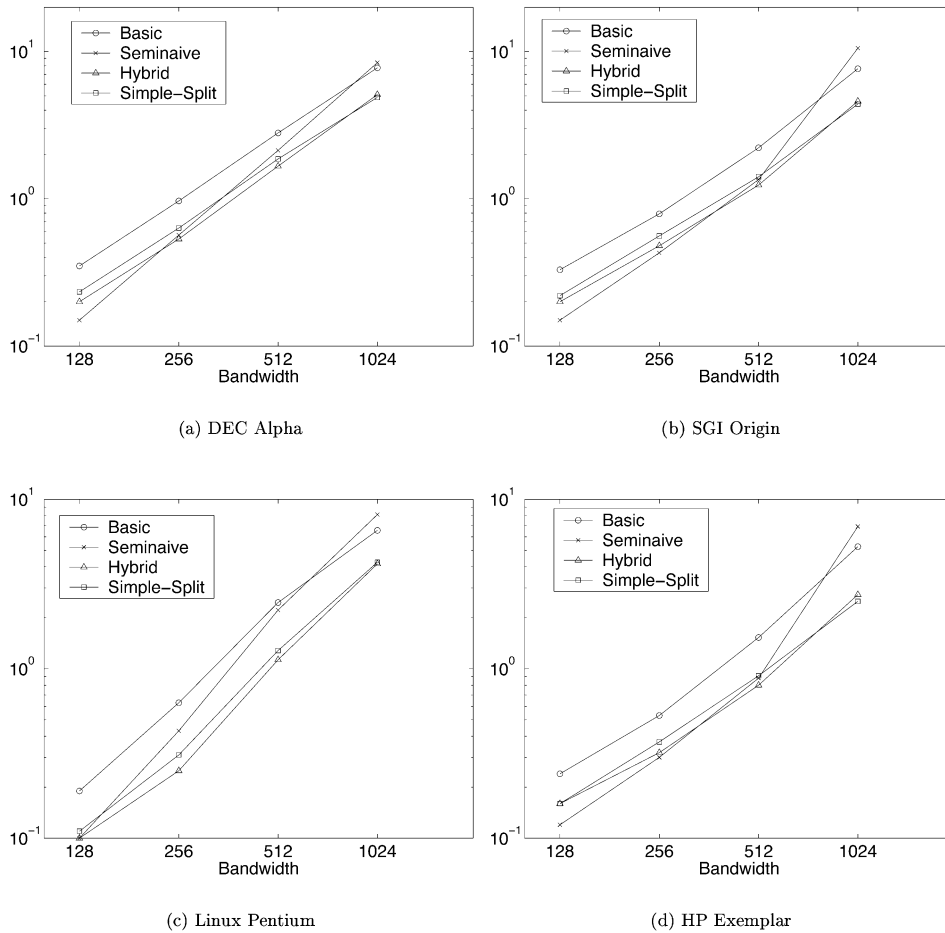 10^1
10^0
10^-1
Basic
Seminaive
Hybrid
Simple−Split
128 256 512 1024
Bandwidth
(a) DEC Alpha
10^1
10^0
10^-1
Basic
Seminaive
Hybrid
Simple−Split
128 256 512 1024
Bandwidth
(b) SGI Origin
10^1
10^0
10^-1
Basic
Seminaive
Hybrid
Simple−Split
128 256 512 1024
Bandwidth
(c) Linux Pentium
10^1
10^0
10^-1
Basic
Seminaive
Hybrid
Simple−Split
128 256 512 1024
Bandwidth
(d) HP Exemplar